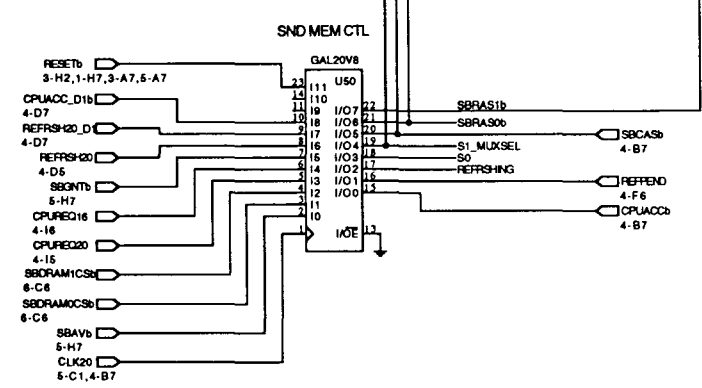 SND MEM CTL
GAL20V8
U50
RESETb
3-H2,1-H7,3-A7,5-A7
CPUACC_D1b
4-D7
REFRSH20_D1
4-D7
REFRSH20
4-D5
SBGNTb
5-H7
CPUREQ16
4-I6
CPUREQ20
4-I5
SBDRAM1CSb
6-C6
SBDRAM0CSb
6-C6
SBAVb
5-H7
CLK20
5-C1,4-B7
23 I11
14 I10
11 I9
10 I8
9 I7
8 I6
7 I5
6 I4
5 I3
4 I2
3 I1
2 I0
1
I/O7 22 SBRAS1b
I/O6 21 SBRAS0b
I/O5 20
I/O4 19 S1_MUXSEL
I/O3 18 S0
I/O2 17 REFRSHING
I/O1 16
I/O0 15
I/OE 13
SBCASb
4-B7
REFPEND
4-F6
CPUACCb
4-B7